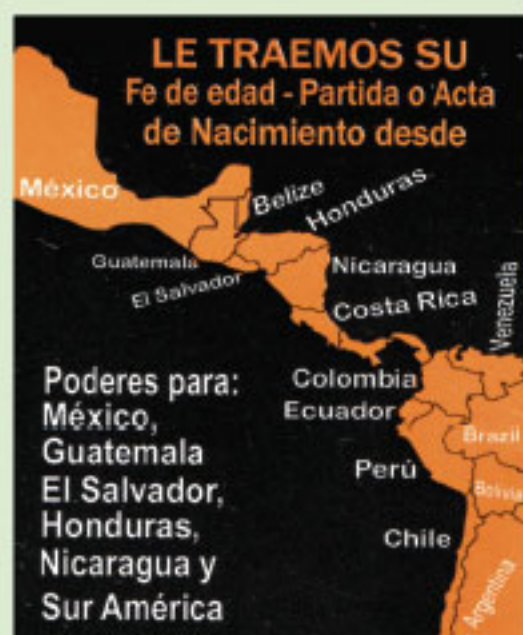 LE TRAEMOS SU
Fe de edad - Partida o Acta
de Nacimiento desde
México
Belize
Honduras
Guatemala
El Salvador
Nicaragua
Costa Rica
Venezuela
Colombia
Ecuador
Brazil
Perú
Bolivia
Chile
Argentina
Poderes para:
México,
Guatemala
El Salvador,
Honduras,
Nicaragua y
Sur América